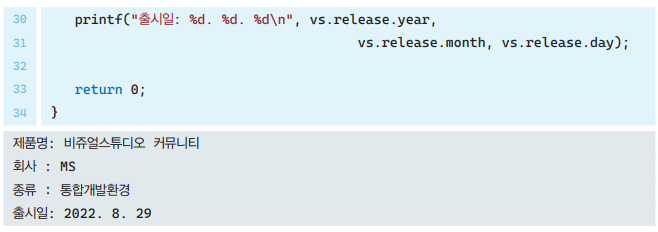 30 printf("출시일: %d. %d. %d\n", vs.release.year,
31 vs.release.month, vs.release.day);
32
33 return 0;
34 }
제품명: 비쥬얼스튜디오 커뮤니티
회사 : MS
종류 : 통합개발환경
출시일: 2022. 8. 29